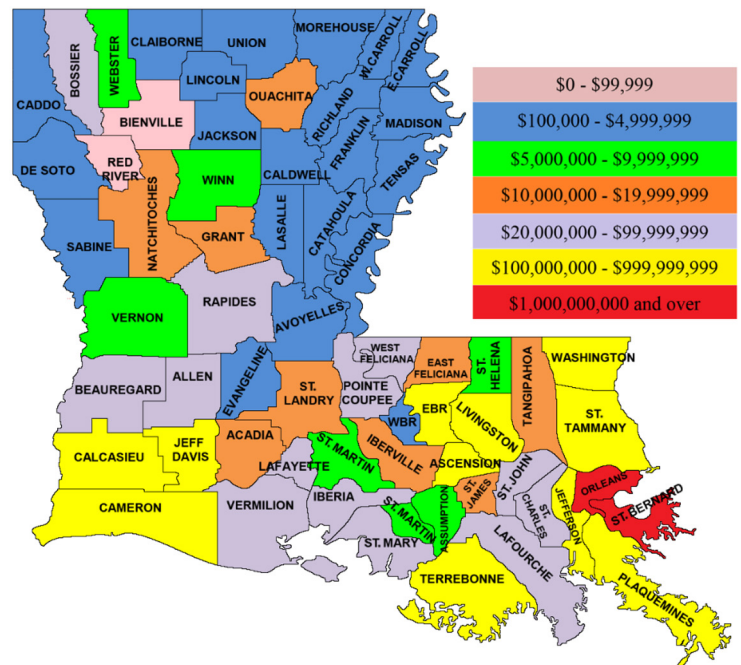 MOREHOUSE
W.CARROLL
E.CARROLL
CLAIBORNE
UNION
BOSSIER
WEBSTER
LINCOLN
CADDO
OUACHITA
RICHLAND
BIENVILLE
MADISON
JACKSON
FRANKLIN
DE SOTO
RED
RIVER
WINN
CALDWELL
TENSAS
NATCHITOCHES
LASALLE
CATAHOULA
GRANT
SABINE
CONCORDIA
RAPIDES
VERNON
AVOYELLES
WEST
FELICIANA
EAST
FELICIANA
ST.
HELENA
TANGIPAHOA
WASHINGTON
BEAUREGARD
ALLEN
EVANGELINE
ST.
LANDRY
POINTE
COUPEE
EBR
LIVINGSTON
ST.
TAMMANY
WBR
ACADIA
CALCASIEU
JEFF
DAVIS
LAFAYETTE
ST. MARTIN
IBERVILLE
ASCENSION
ST. JOHN
ST.
JAMES
ORLEANS
ST. BERNARD
JEFFERSON
ST.
CHARLES
CAMERON
VERMILION
IBERIA
ST. MARTIN
ASSUMPTION
ST. MARY
LAFOURCHE
TERREBONNE
PLAQUEMINES
$0 - $99,999
$100,000 - $4,999,999
$5,000,000 - $9,999,999
$10,000,000 - $19,999,999
$20,000,000 - $99,999,999
$100,000,000 - $999,999,999
$1,000,000,000 and over